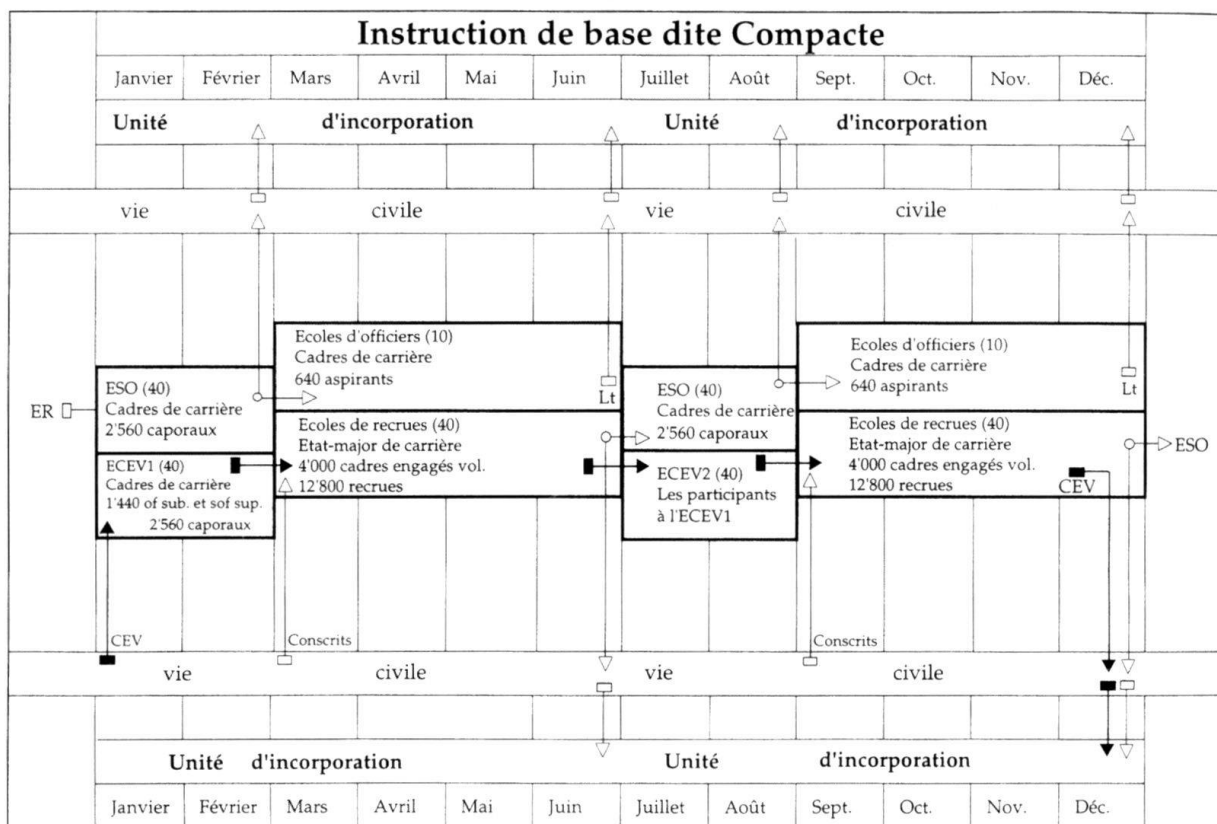 Instruction de base dite Compacte
Janvier Février Mars Avril Mai Juin Juillet Août Sept. Oct. Nov. Déc.
Unité d'incorporation Unité d'incorporation
vie civile vie civile
Ecoles d'officiers (10)
Cadres de carrière
640 aspirants
Lt
Ecoles d'officiers (10)
Cadres de carrière
640 aspirants
Lt
ER
ESO (40)
Cadres de carrière
2'560 caporaux
Ecoles de recrues (40)
Etat-major de carrière
4'000 cadres engagés vol.
12'800 recrues
ESO (40)
Cadres de carrière
2'560 caporaux
Ecoles de recrues (40)
Etat-major de carrière
4'000 cadres engagés vol.
12'800 recrues
CEV
ESO
ECEV1 (40)
Cadres de carrière
1'440 of sub. et sof sup.
2'560 caporaux
ECEV2 (40)
Les participants
à l'ECEV1
CEV Conscrits Conscrits
vie civile vie civile
Unité d'incorporation Unité d'incorporation
Janvier Février Mars Avril Mai Juin Juillet Août Sept. Oct. Nov. Déc.